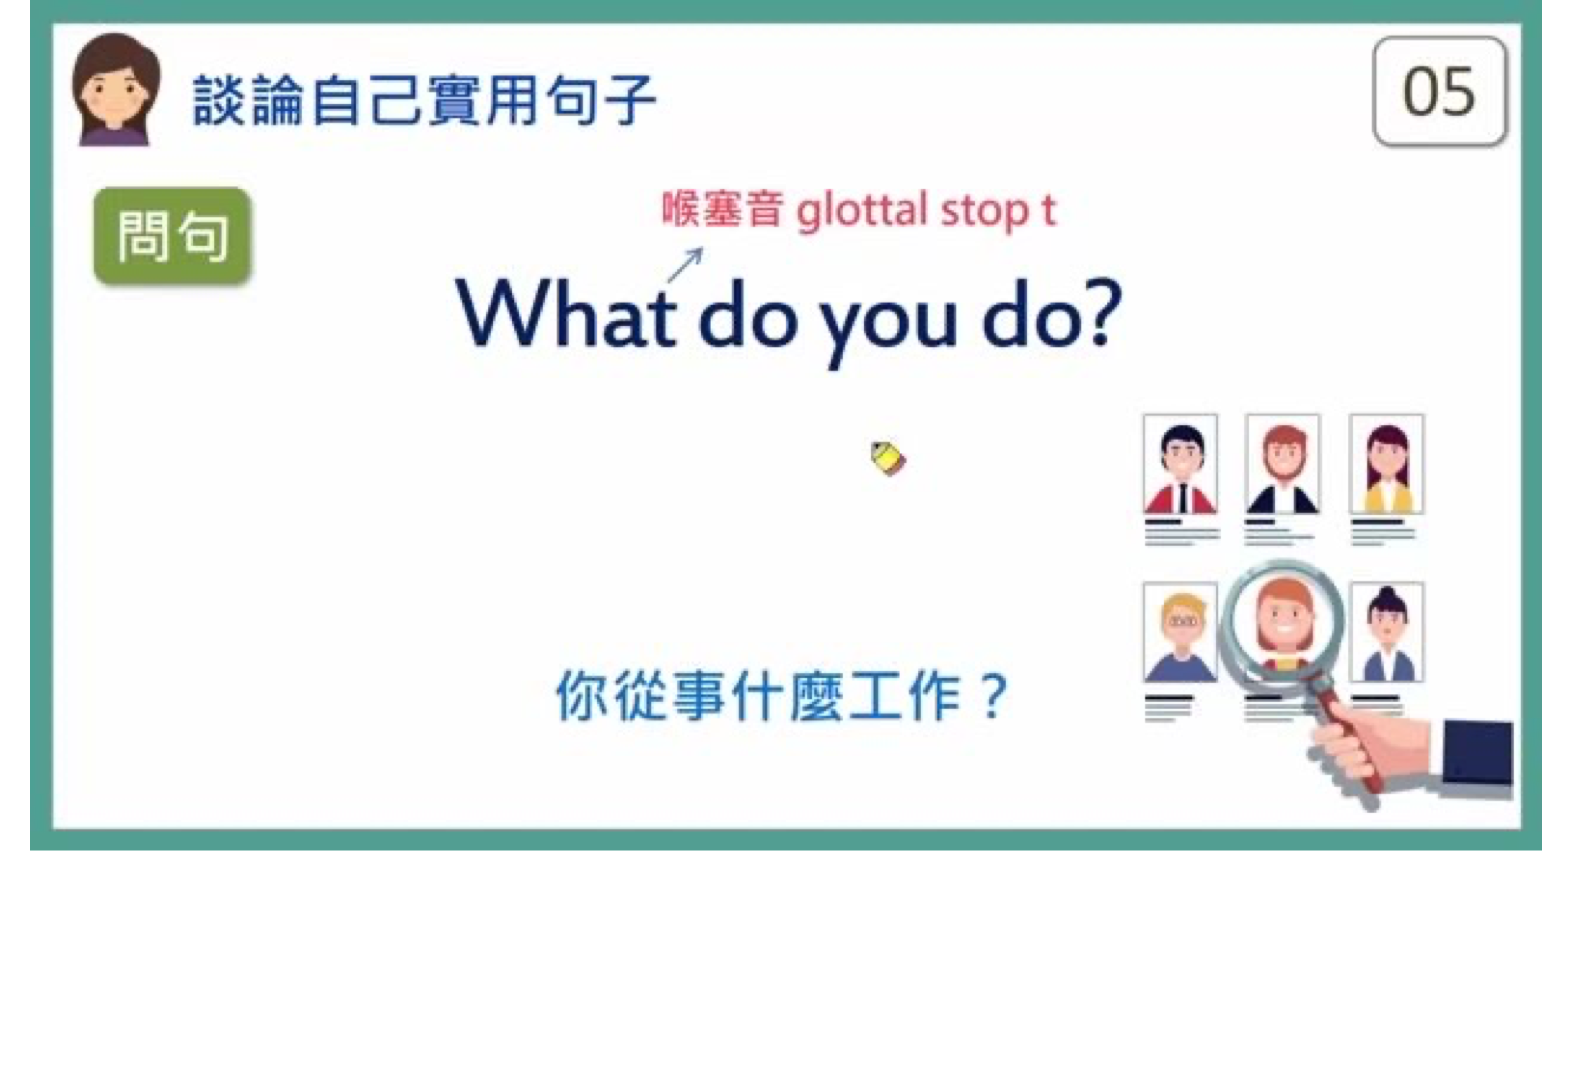 談論自己實用句子
05
問句
喉塞音 glottal stop t
What do you do?
你從事什麼工作？